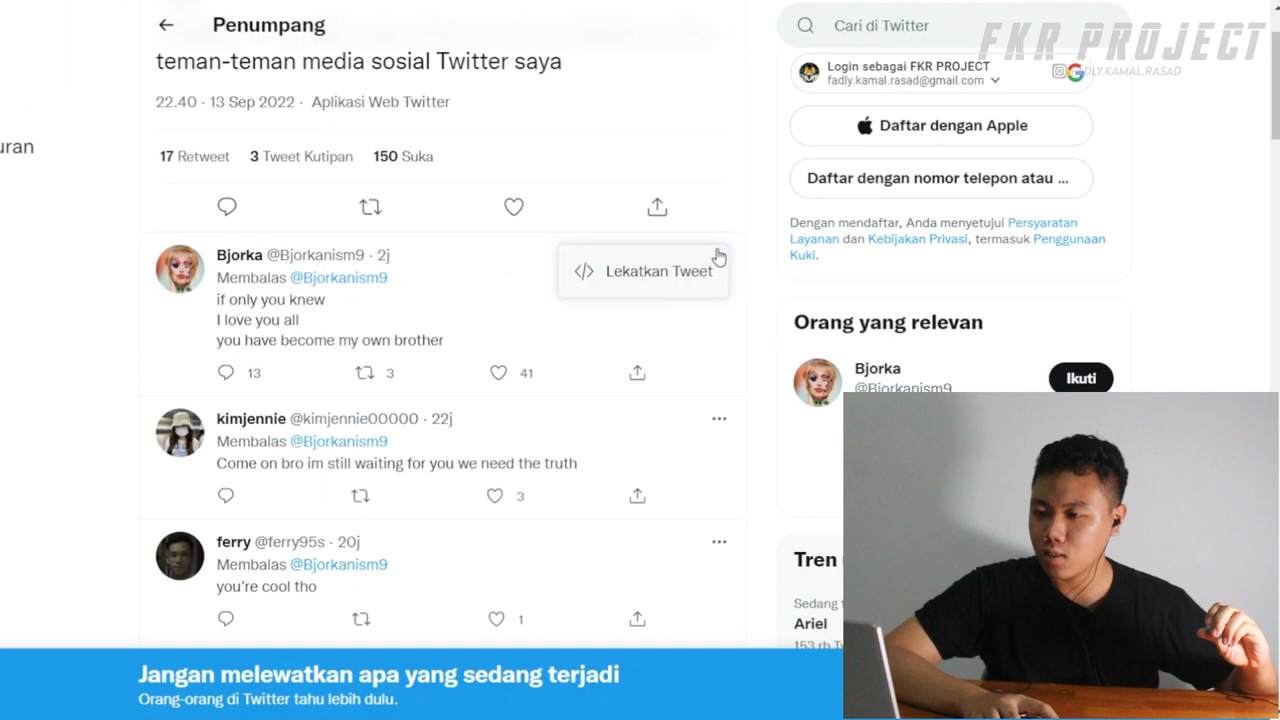 Penumpang
teman-teman media sosial Twitter saya
22.40 · 13 Sep 2022 · Aplikasi Web Twitter
17 Retweet 3 Tweet Kutipan 150 Suka
Bjorka @Bjorkanism9 · 2j
Membalas @Bjorkanism9
if only you knew
I love you all
you have become my own brother
13 3 41
</> Lekatkan Tweet
kimjennie @kimjennie00000 · 22j
Membalas @Bjorkanism9
Come on bro im still waiting for you we need the truth
3
ferry @ferry95s · 20j
Membalas @Bjorkanism9
you're cool tho
1
uran
Cari di Twitter
FKR PROJECT
Login sebagai FKR PROJECT
fadly.kamal.rasad@gmail.com
DLY.KAMAL.RASAD
Daftar dengan Apple
Daftar dengan nomor telepon atau ...
Dengan mendaftar, Anda menyetujui Persyaratan
Layanan dan Kebijakan Privasi, termasuk Penggunaan
Kuki.
Orang yang relevan
Bjorka
@Bjorkanism9
Ikuti
Tren
Sedang
Ariel
153 rb
Jangan melewatkan apa yang sedang terjadi
Orang-orang di Twitter tahu lebih dulu.